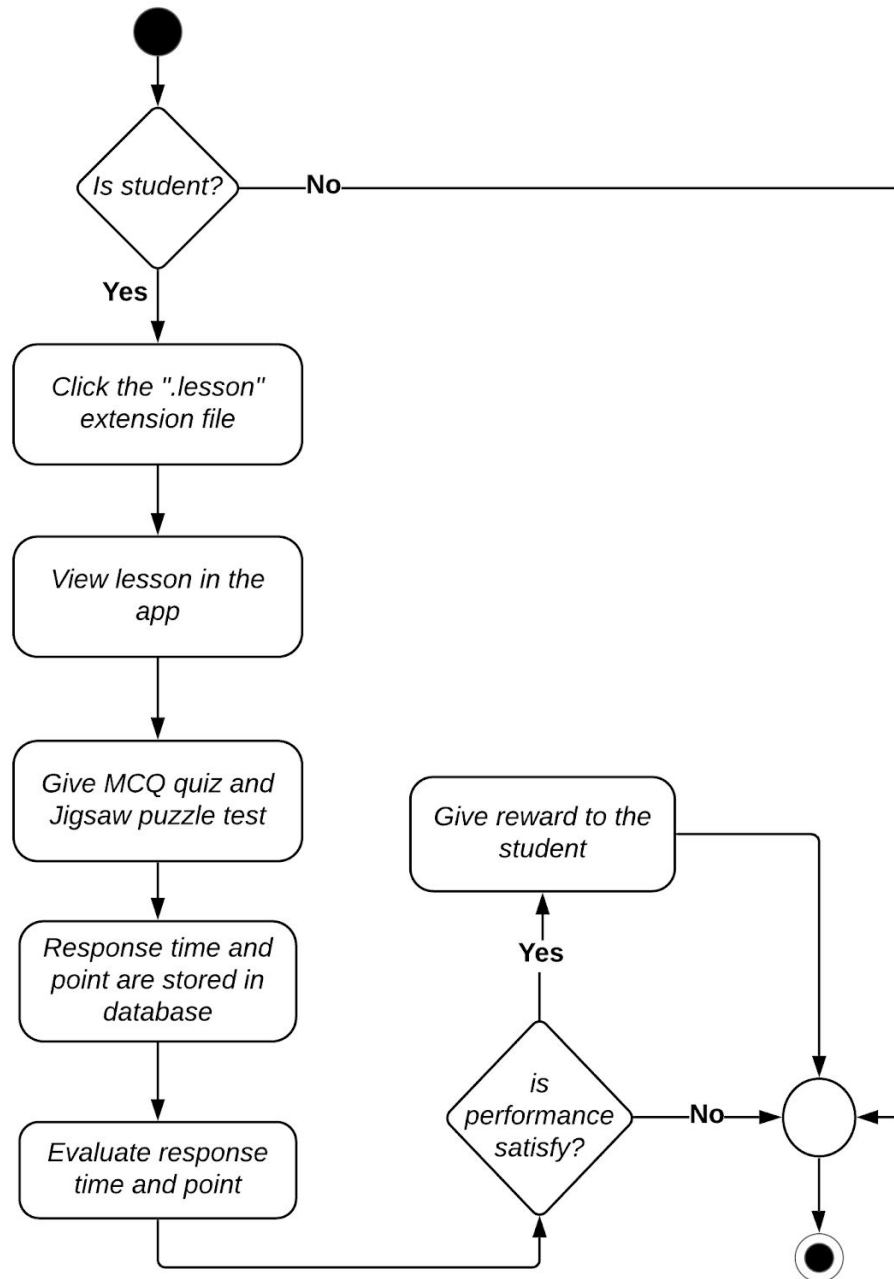 Is student?
No
Yes
Click the ".lesson"
extension file
View lesson in the
app
Give MCQ quiz and
Jigsaw puzzle test
Response time and
point are stored in
database
Evaluate response
time and point
is
performance
satisfy?
Yes
Give reward to the
student
No